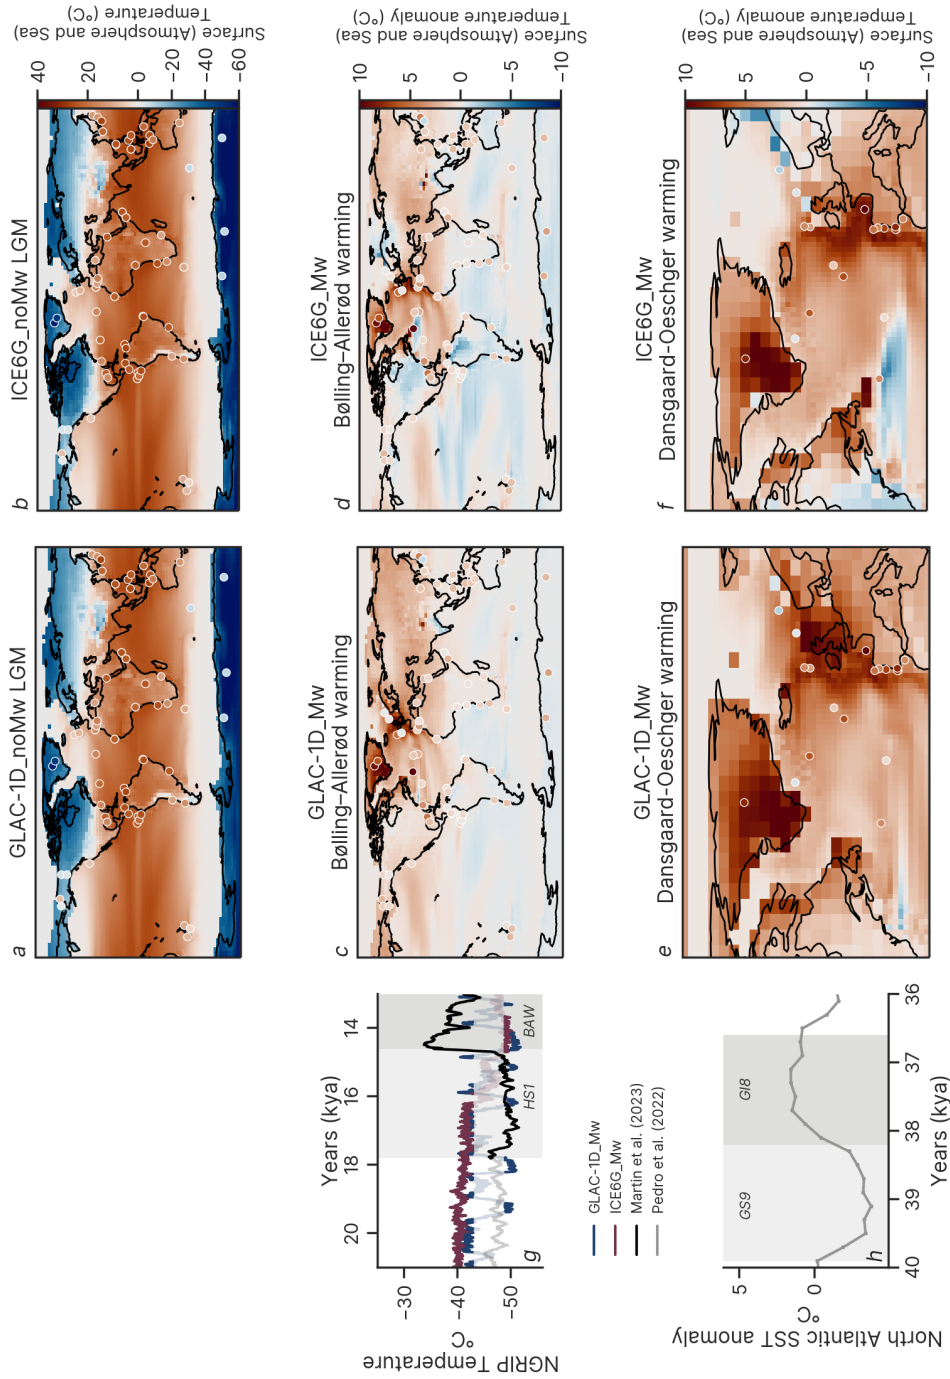 a
GLAC-1D_noMw LGM
b
ICE6G_noMw LGM
40
20
0
−20
−40
−60
Surface (Atmosphere and Sea)
Temperature (°C)
Years (kya)
20
18
16
14
−30
−40
−50
NGRIP Temperature
°C
g
HS1
BAW
GLAC-1D_Mw
ICE6G_Mw
Martin et al. (2023)
Pedro et al. (2022)
c
GLAC-1D_Mw
Bølling–Allerød warming
d
ICE6G_Mw
Bølling–Allerød warming
10
5
0
−5
−10
Surface (Atmosphere and Sea)
Temperature anomaly (°C)
5
0
North Atlantic SST anomaly
°C
GS9
GI8
h
40
39
38
37
36
Years (kya)
e
GLAC-1D_Mw
Dansgaard-Oeschger warming
f
ICE6G_Mw
Dansgaard-Oeschger warming
10
5
0
−5
−10
Surface (Atmosphere and Sea)
Temperature (°C)